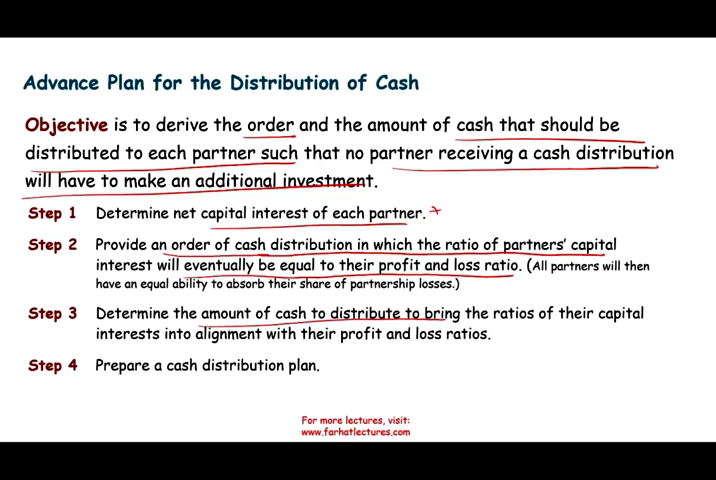 Advance Plan for the Distribution of Cash
Objective is to derive the order and the amount of cash that should be
distributed to each partner such that no partner receiving a cash distribution
will have to make an additional investment.
Step 1 Determine net capital interest of each partner.
Step 2 Provide an order of cash distribution in which the ratio of partners' capital
interest will eventually be equal to their profit and loss ratio. (All partners will then
have an equal ability to absorb their share of partnership losses.)
Step 3 Determine the amount of cash to distribute to bring the ratios of their capital
interests into alignment with their profit and loss ratios.
Step 4 Prepare a cash distribution plan.
For more lectures, visit:
www.farhatlectures.com